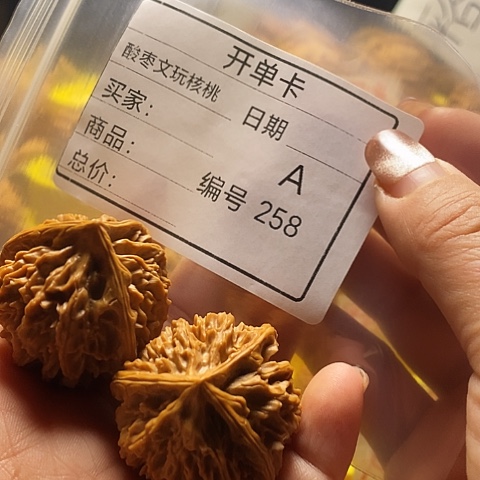 开单卡
酸枣文玩核桃
买家： 日期
商品： A
总价： 编号 258